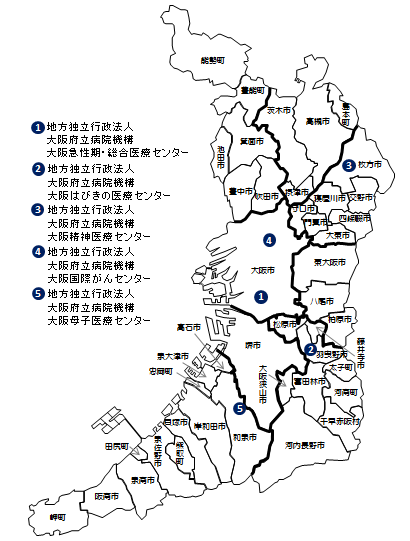 ❶地方独立行政法人
大阪府立病院機構
大阪急性期・総合医療センター
❷地方独立行政法人
大阪府立病院機構
大阪はびきの医療センター
❸地方独立行政法人
大阪府立病院機構
大阪精神医療センター
❹地方独立行政法人
大阪府立病院機構
大阪国際がんセンター
❺地方独立行政法人
大阪府立病院機構
大阪母子医療センター
能勢町
豊能町
茨木市
高槻市
島本町
箕面市
池田市
❸
枚方市
豊中市
吹田市
摂津市
寝屋川市
交野市
守口市
門真市
四條畷市
大東市
❹
大阪市
東大阪市
❶
八尾市
松原市
柏原市
高石市
堺市
藤井寺市
❷
羽曳野市
泉大津市
忠岡町
大阪狭山市
太子町
富田林市
河南町
❺
千早赤阪村
貝塚市
岸和田市
和泉市
河内長野市
田尻町
泉佐野市
熊取町
泉南市
阪南市
岬町